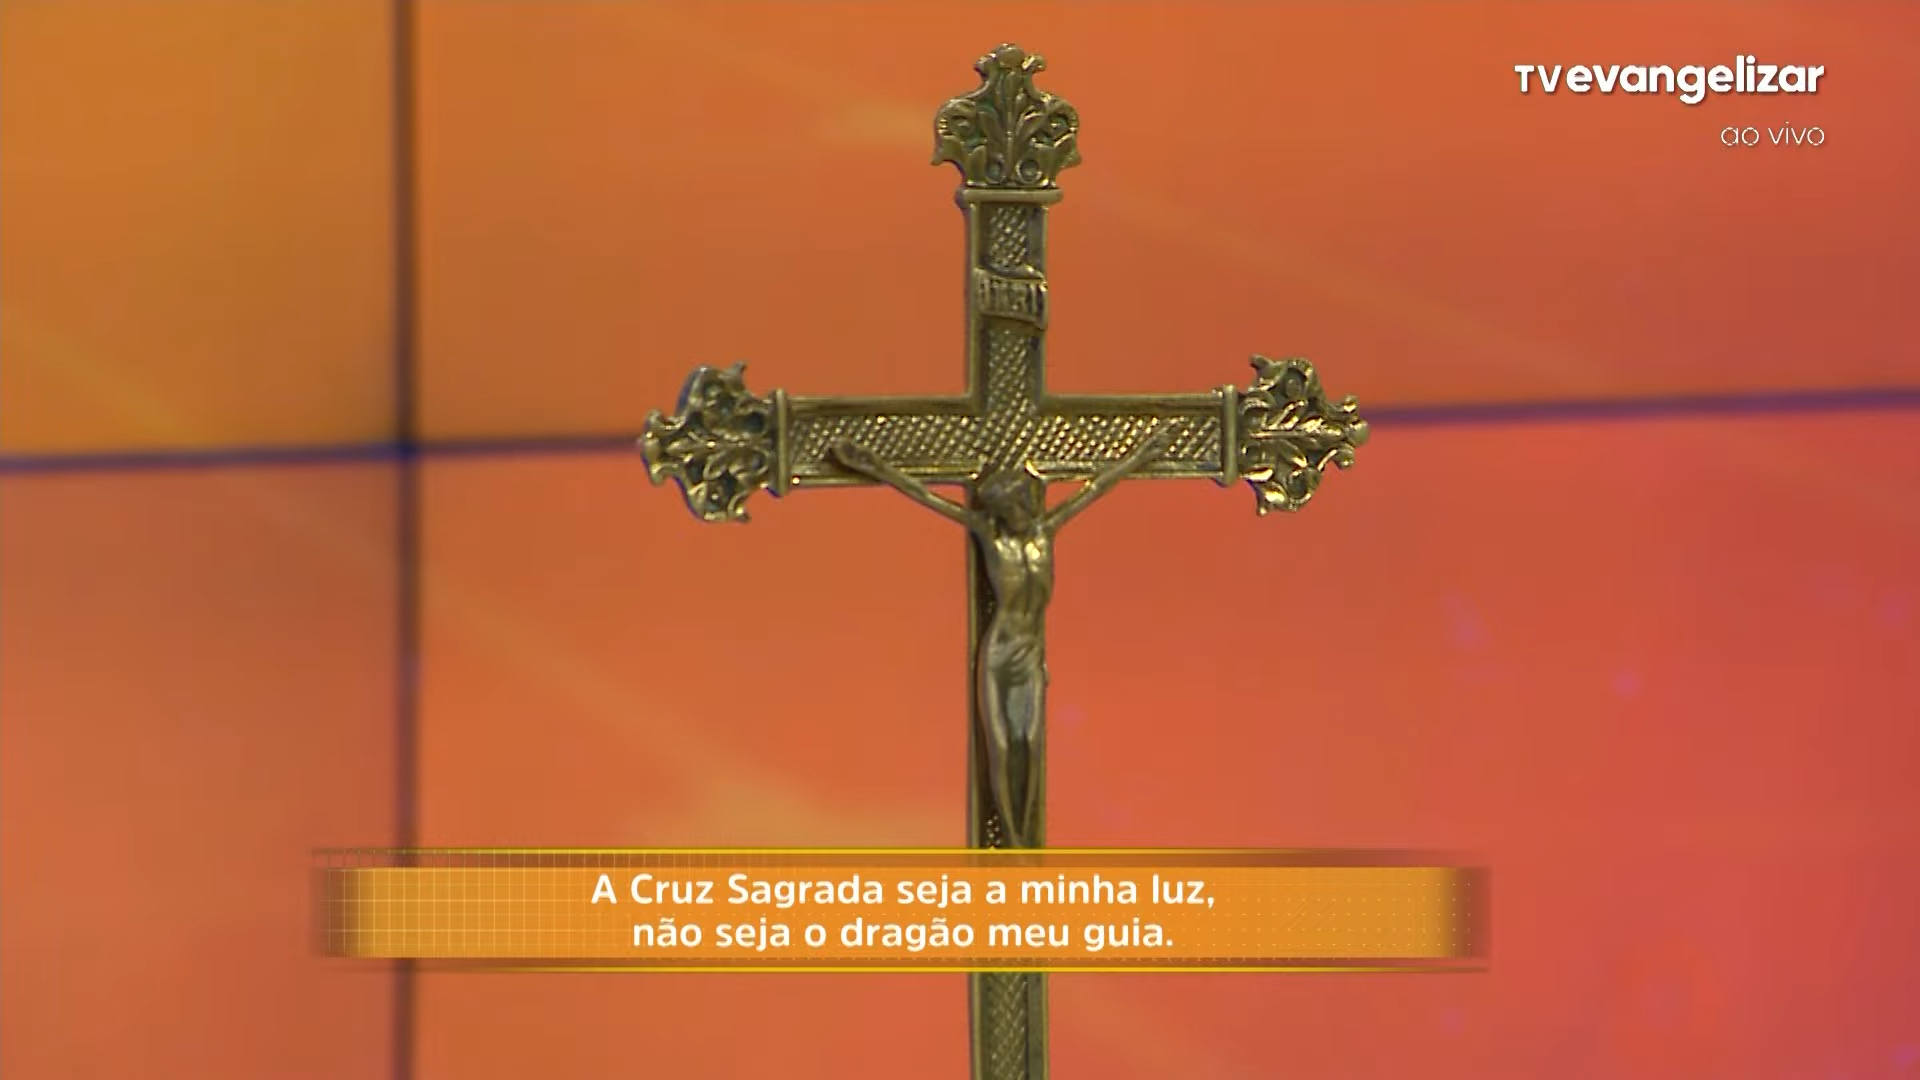 TVevangelizar
ao vivo
A Cruz Sagrada seja a minha luz,
não seja o dragão meu guia.